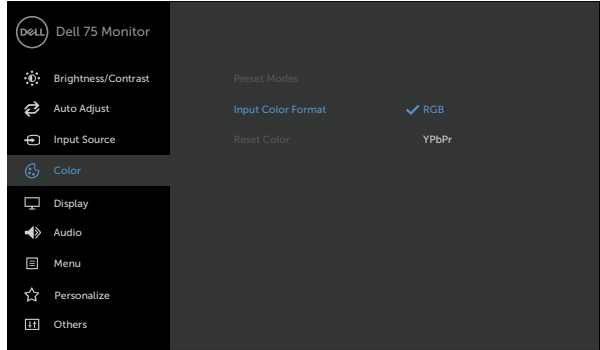 DELL Dell 75 Monitor
Brightness/Contrast Preset Modes
Auto Adjust Input Color Format RGB
Input Source Reset Color YPbPr
Color
Display
Audio
Menu
Personalize
Others